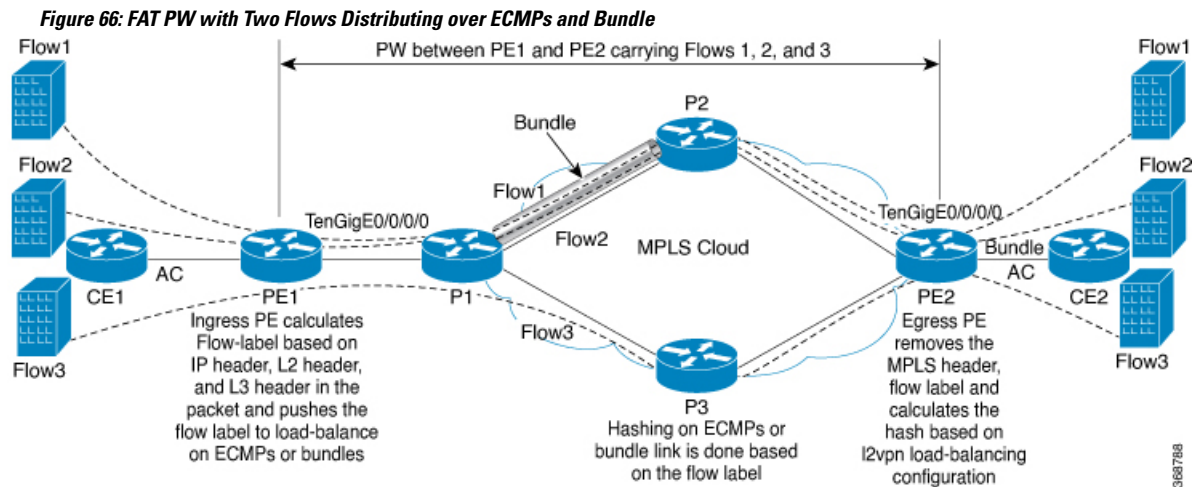 Figure 66: FAT PW with Two Flows Distributing over ECMPs and Bundle
Flow1
PW between PE1 and PE2 carrying Flows 1, 2, and 3
Flow1
P2
Bundle
Flow2
Flow1
Flow2
TenGigE0/0/0/0
Flow2
MPLS Cloud
TenGigE0/0/0/0
Bundle
AC
AC
CE1
PE1
P1
PE2
CE2
Flow3
Flow3
Flow3
Ingress PE calculates
Flow-label based on
IP header, L2 header,
and L3 header in the
packet and pushes the
flow label to load-balance
on ECMPs or bundles
P3
Hashing on ECMPs or
bundle link is done based
on the flow label
Egress PE
removes the
MPLS header,
flow label and
calculates the
hash based on
l2vpn load-balancing
configuration
368788